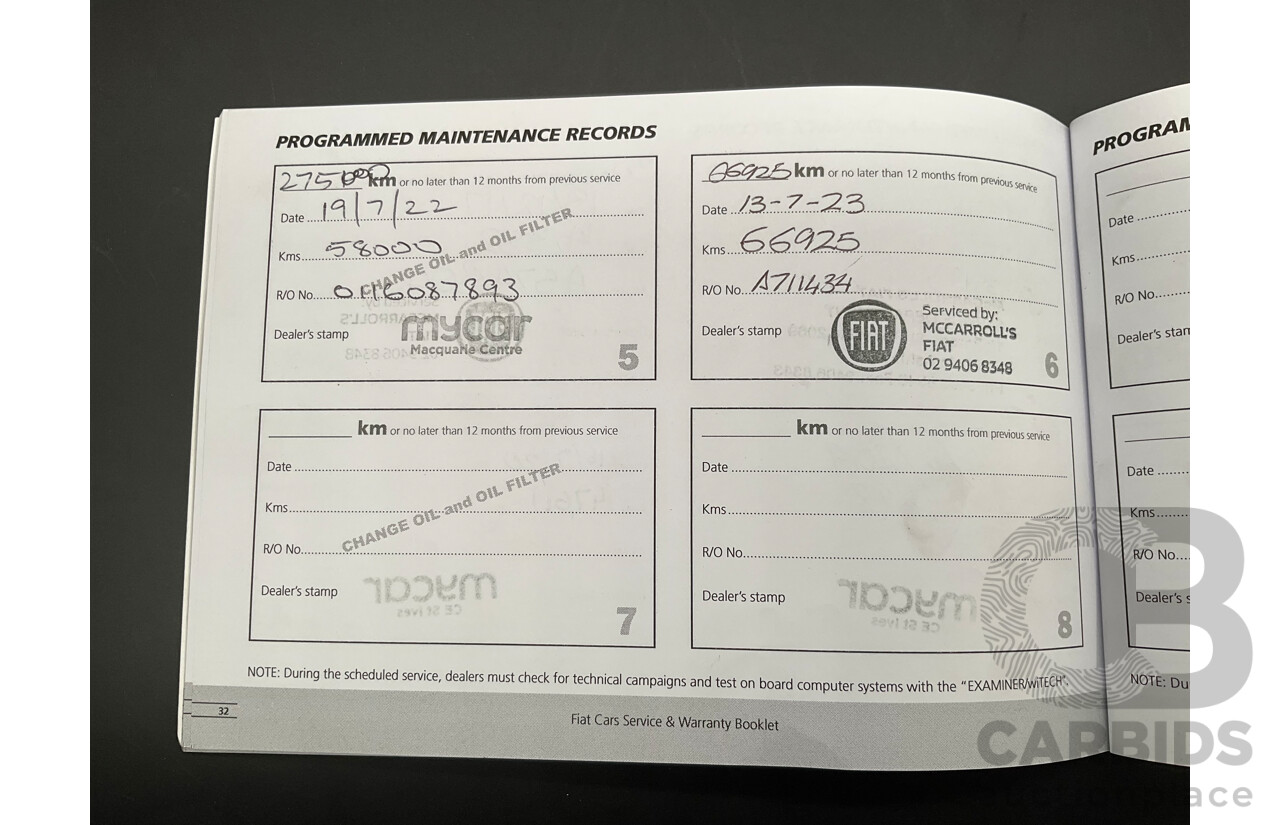 PROGRAMMED MAINTENANCE RECORDS
275000 km or no later than 12 months from previous service
Date 19/7/22
Kms 58000
CHANGE OIL and OIL FILTER
R/O No. 0116087893
Dealer's stamp
mycar
Macquarie Centre
5
66925 km or no later than 12 months from previous service
Date 13-7-23
Kms 66925
R/O No. A711434
Dealer's stamp
FIAT
Serviced by:
MCCARROLL'S
FIAT
02 9406 8348
6
km or no later than 12 months from previous service
Date
Kms
CHANGE OIL and OIL FILTER
R/O No.
Dealer's stamp
7
km or no later than 12 months from previous service
Date
Kms
R/O No.
Dealer's stamp
8
NOTE: During the scheduled service, dealers must check for technical campaigns and test on board computer systems with the "EXAMINER/wiTECH".
32
Fiat Cars Service & Warranty Booklet
PROGRAM
Date
Kms
R/O No.
Dealer's stam
Date
Kms
R/O No.
Dealer's s
NOTE: Du
CB
CARBIDS